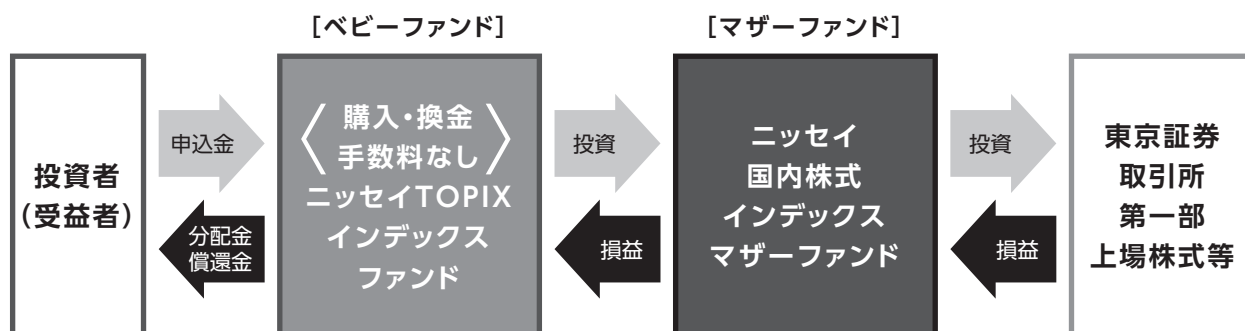 [ベビーファンド]
[マザーファンド]
投資者
(受益者)
申込金
分配金
償還金
〈購入・換金
手数料なし〉
ニッセイTOPIX
インデックス
ファンド
投資
損益
ニッセイ
国内株式
インデックス
マザーファンド
投資
損益
東京証券
取引所
第一部
上場株式等